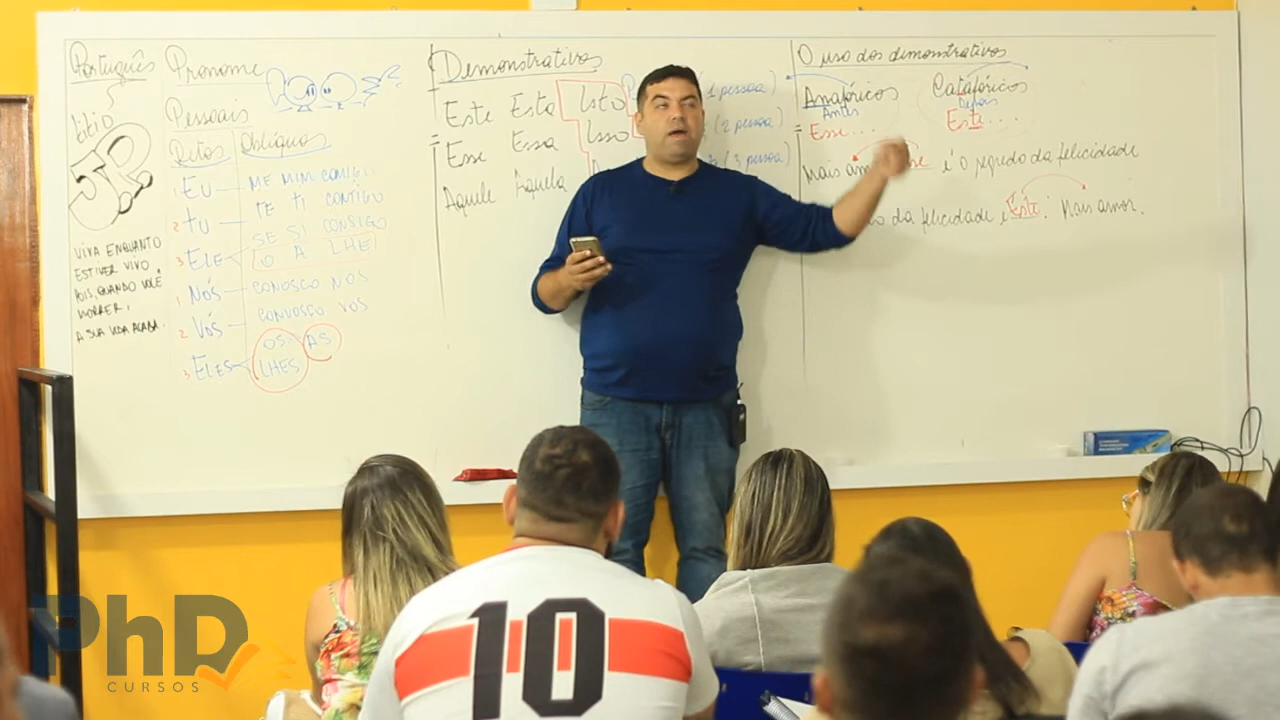 Português
Pronome
Pessoais
Retos Oblíquos
1 EU ME MIM COMIGO
2 TU TE TI CONTIGO
3 ELE SE SI CONSIGO
O A LHE
1 NÓS CONOSCO NOS
2 VÓS CONVOSCO VOS
3 ELES OS AS
LHES
VIVA ENQUANTO
ESTIVER VIVO
POIS, QUANDO VOCÊ
MORRER,
A SUA VIDA ACABA.
Demonstrativos
Este Esta Isto (1 pessoa)
Esse Essa Isso (2 pessoa)
Aquele Aquela (3 pessoa)
O uso dos demonstrativos
Anafóricos Catafóricos
Antes Depois
Esse... Este...
Mais é o segredo da felicidade
da felicidade é Este: Mais amor.
10
PhD
CURSOS